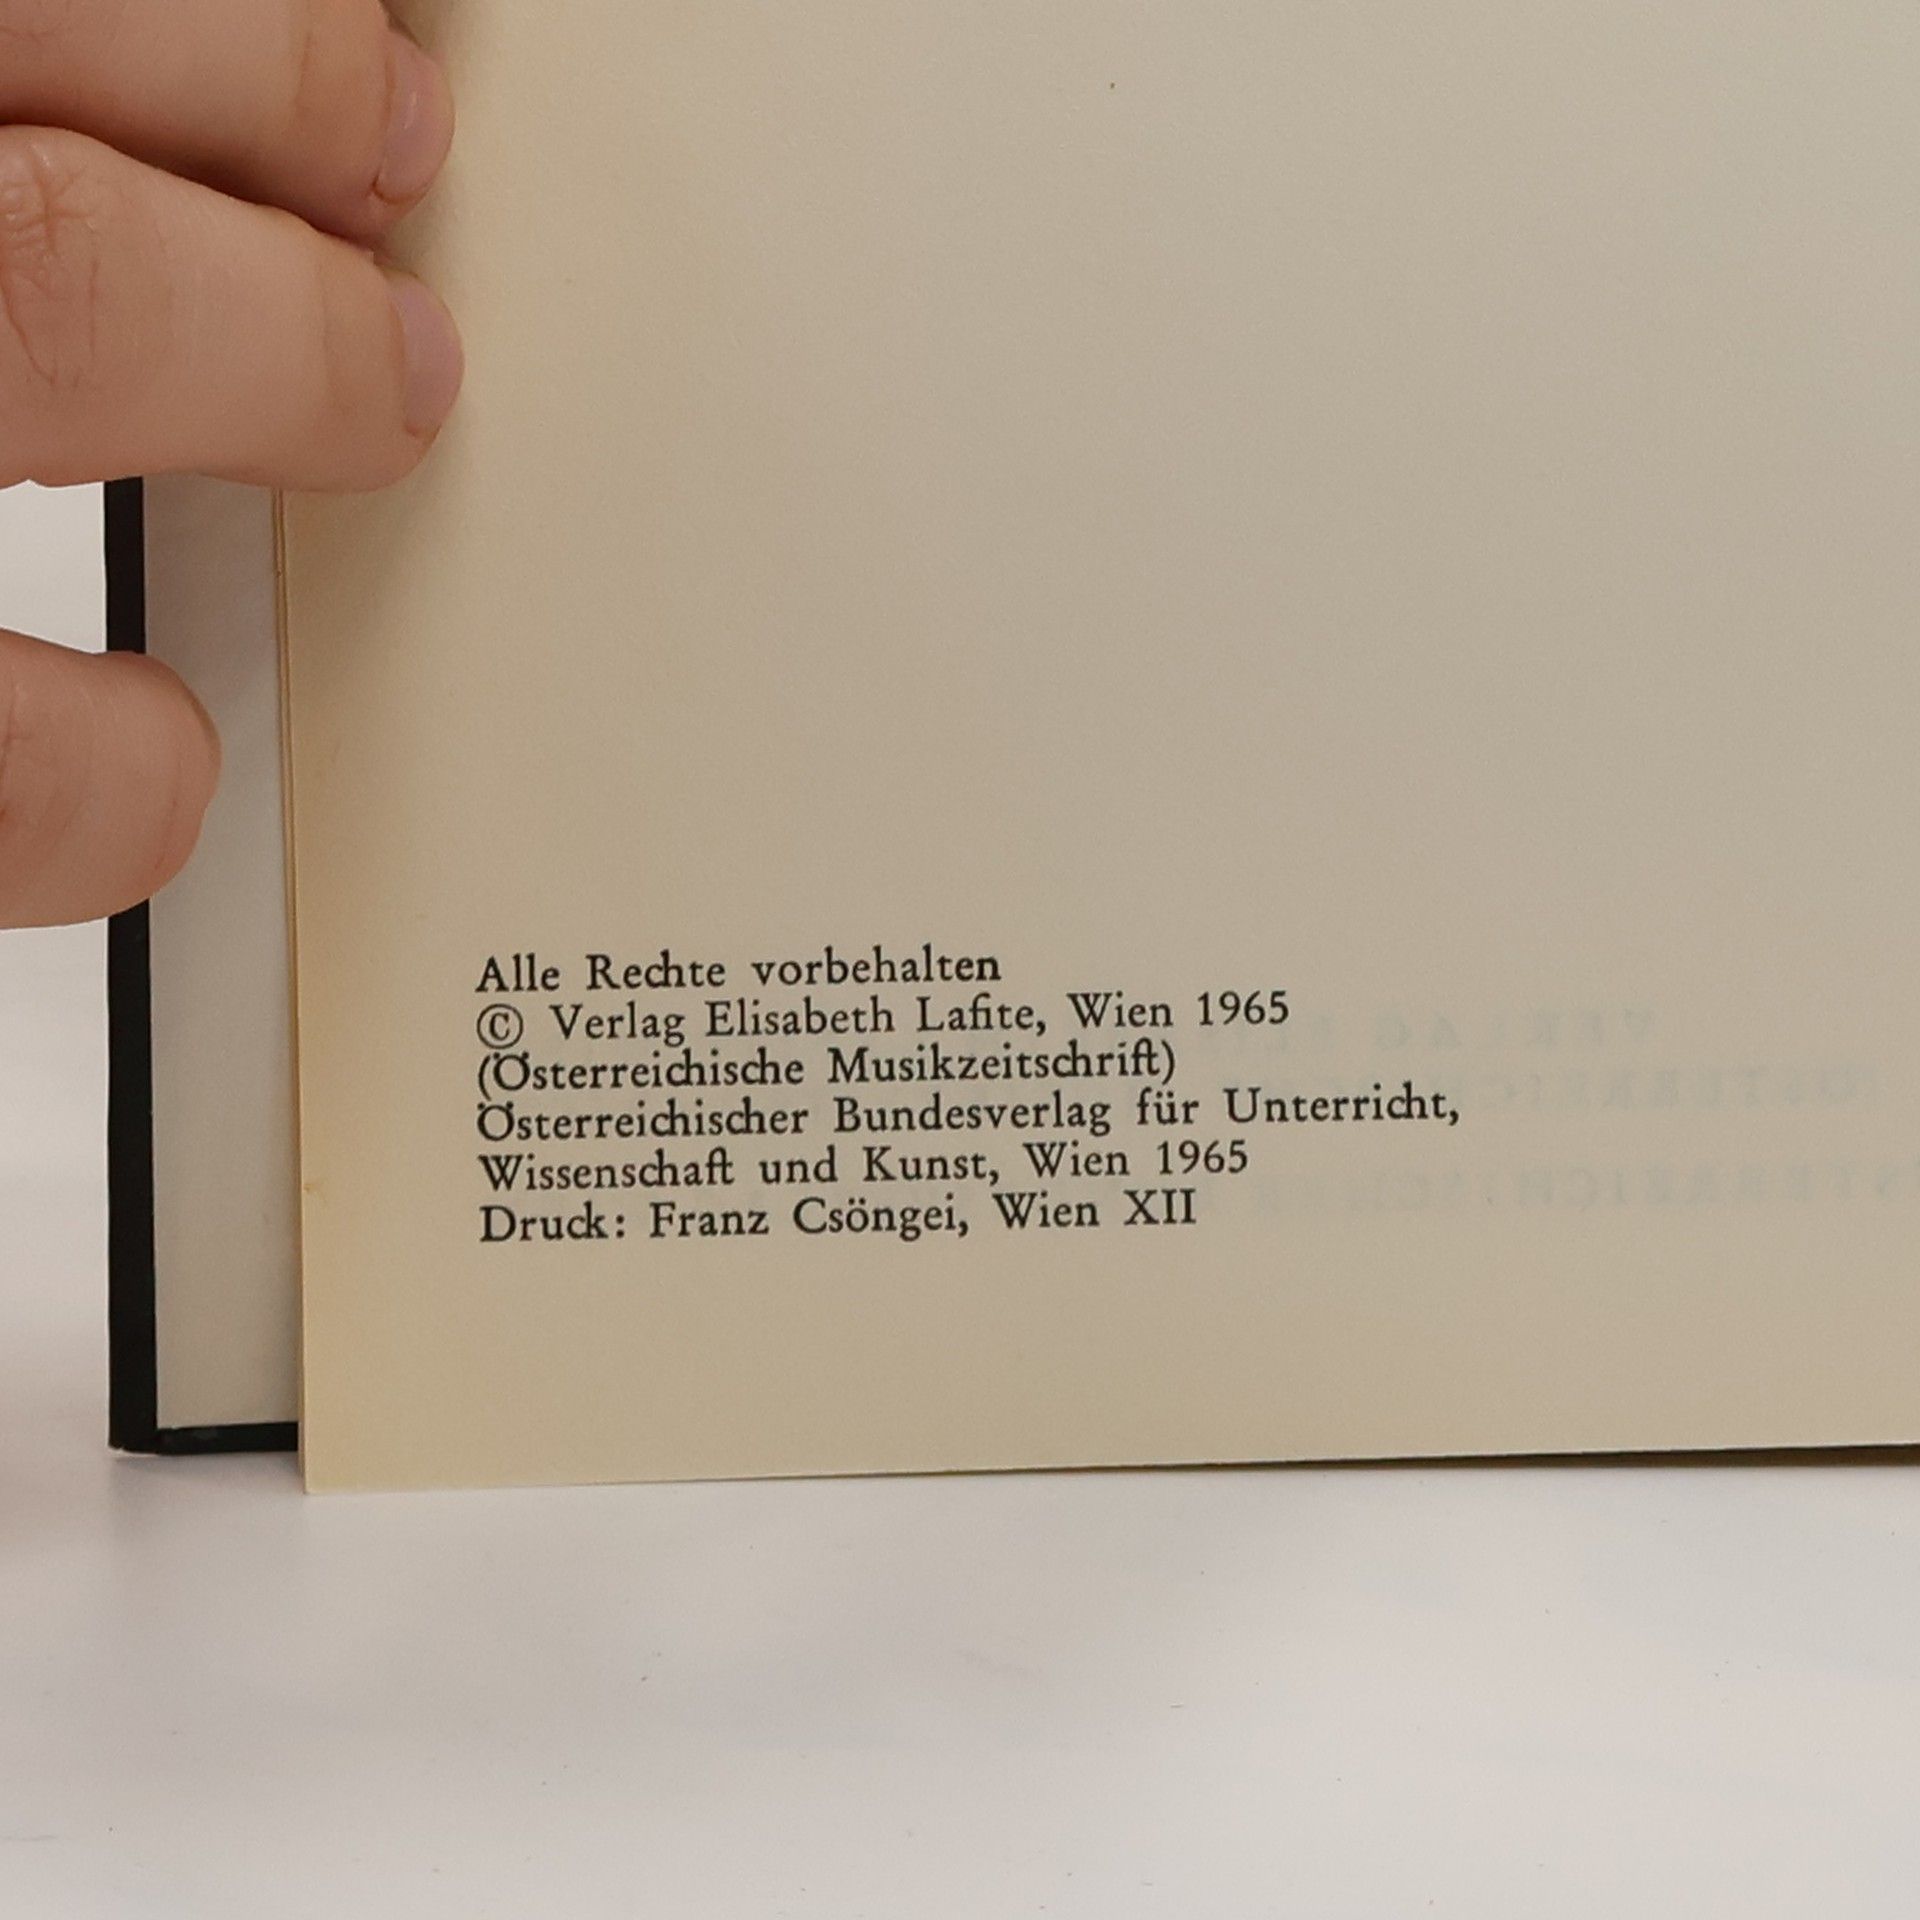 Alle Rechte vorbehalten
© Verlag Elisabeth Lafite, Wien 1965
(Österreichische Musikzeitschrift)
Österreichischer Bundesverlag für Unterricht,
Wissenschaft und Kunst, Wien 1965
Druck: Franz Csöngei, Wien XII